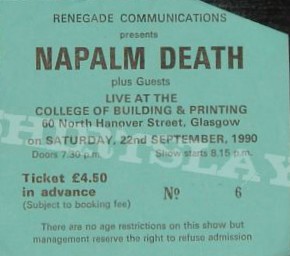 RENEGADE COMMUNICATIONS
presents
NAPALM DEATH
plus Guests
LIVE AT THE
COLLEGE OF BUILDING & PRINTING
60 North Hanover Street, Glasgow
on SATURDAY, 22nd SEPTEMBER, 1990
Doors 7.30 p.m. Show starts 8.15 p.m.
Ticket £4.50
in advance Nº 6
(Subject to booking fee)
There are no age restrictions on this show but
management reserve the right to refuse admission